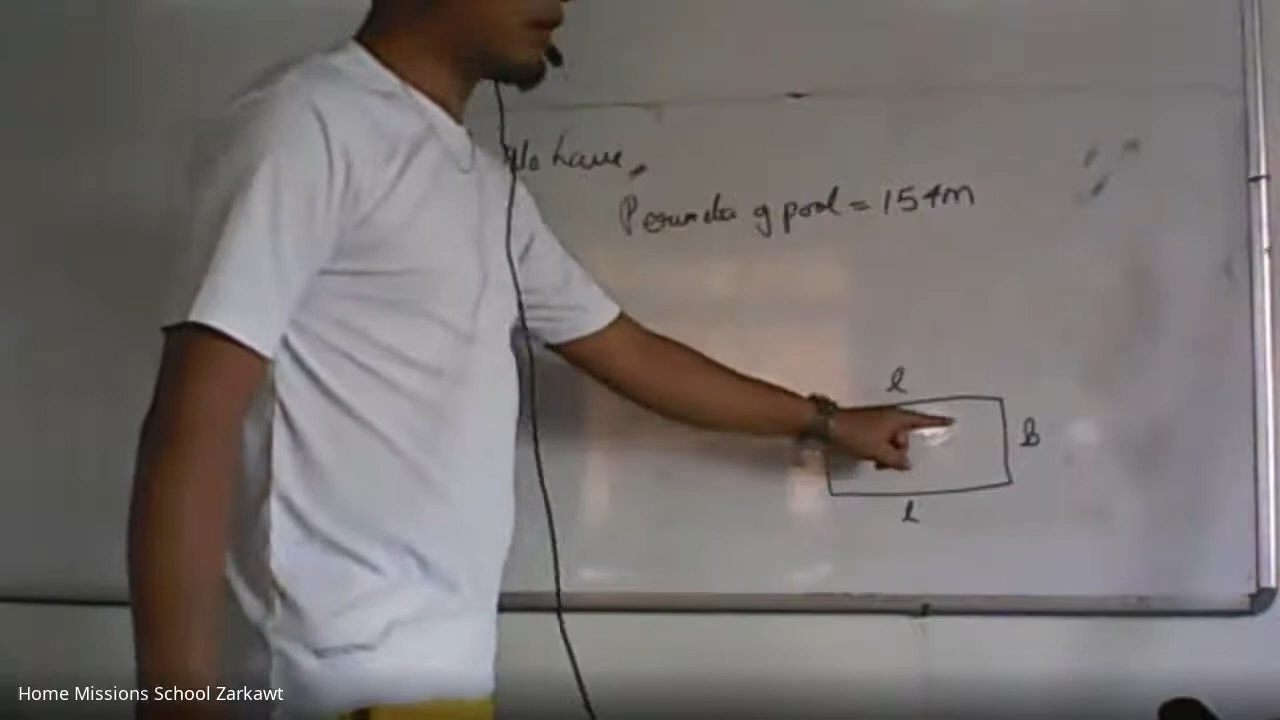 We have,
Perimeter of pool = 154m
l
b
l
Home Missions School Zarkawt